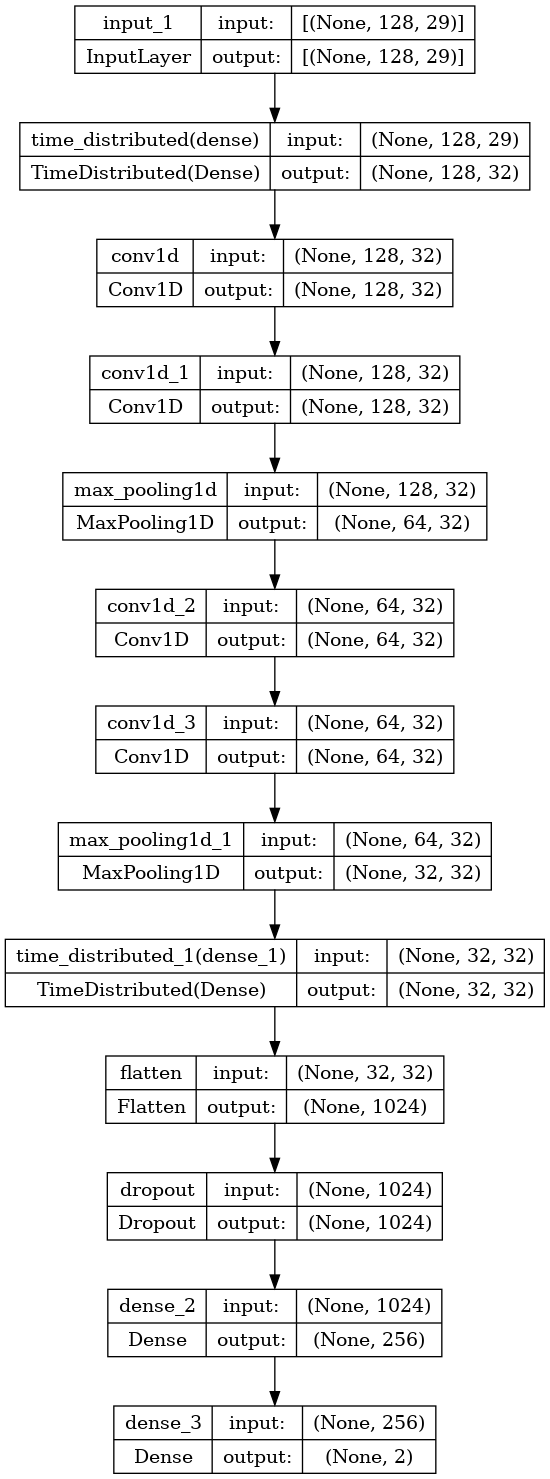 input_1 input: [(None, 128, 29)]
InputLayer output: [(None, 128, 29)]
time_distributed(dense) input: (None, 128, 29)
TimeDistributed(Dense) output: (None, 128, 32)
conv1d input: (None, 128, 32)
Conv1D output: (None, 128, 32)
conv1d_1 input: (None, 128, 32)
Conv1D output: (None, 128, 32)
max_pooling1d input: (None, 128, 32)
MaxPooling1D output: (None, 64, 32)
conv1d_2 input: (None, 64, 32)
Conv1D output: (None, 64, 32)
conv1d_3 input: (None, 64, 32)
Conv1D output: (None, 64, 32)
max_pooling1d_1 input: (None, 64, 32)
MaxPooling1D output: (None, 32, 32)
time_distributed_1(dense_1) input: (None, 32, 32)
TimeDistributed(Dense) output: (None, 32, 32)
flatten input: (None, 32, 32)
Flatten output: (None, 1024)
dropout input: (None, 1024)
Dropout output: (None, 1024)
dense_2 input: (None, 1024)
Dense output: (None, 256)
dense_3 input: (None, 256)
Dense output: (None, 2)